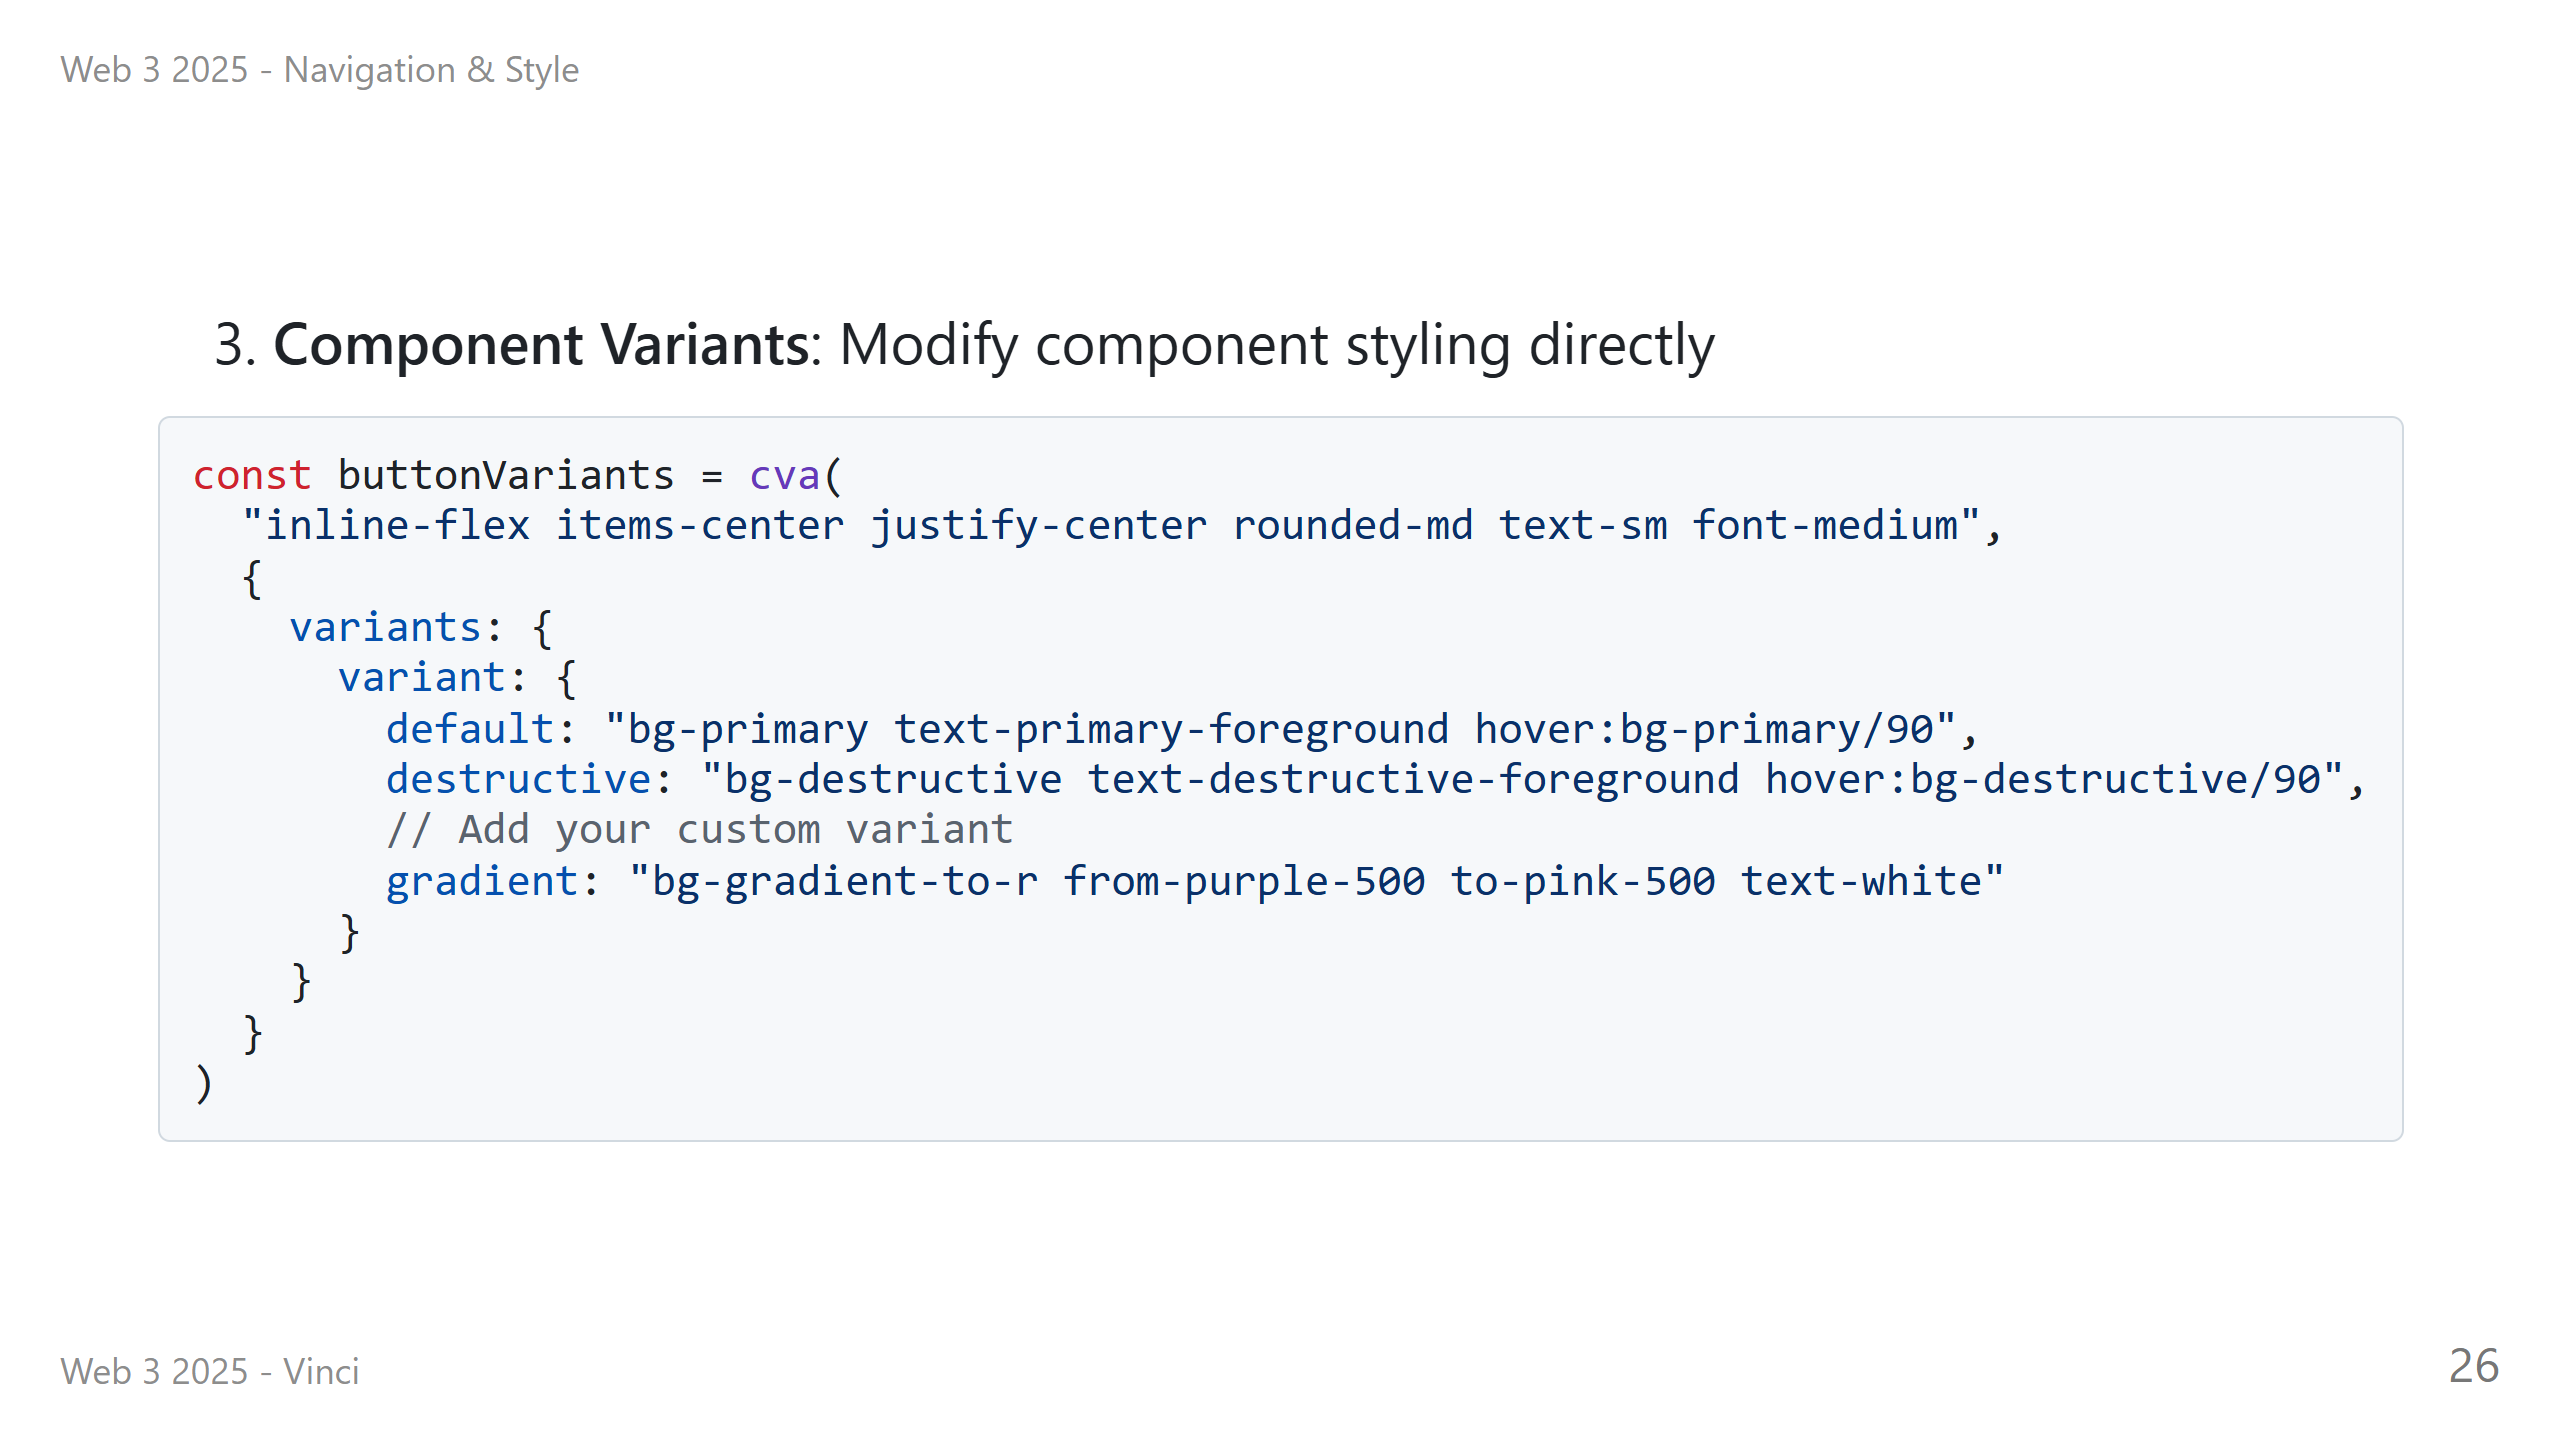 Web 3 2025 - Navigation & Style
3. Component Variants: Modify component styling directly
const buttonVariants = cva(
  "inline-flex items-center justify-center rounded-md text-sm font-medium",
  {
    variants: {
      variant: {
        default: "bg-primary text-primary-foreground hover:bg-primary/90",
        destructive: "bg-destructive text-destructive-foreground hover:bg-destructive/90",
        // Add your custom variant
        gradient: "bg-gradient-to-r from-purple-500 to-pink-500 text-white"
      }
    }
  }
)
Web 3 2025 - Vinci
26